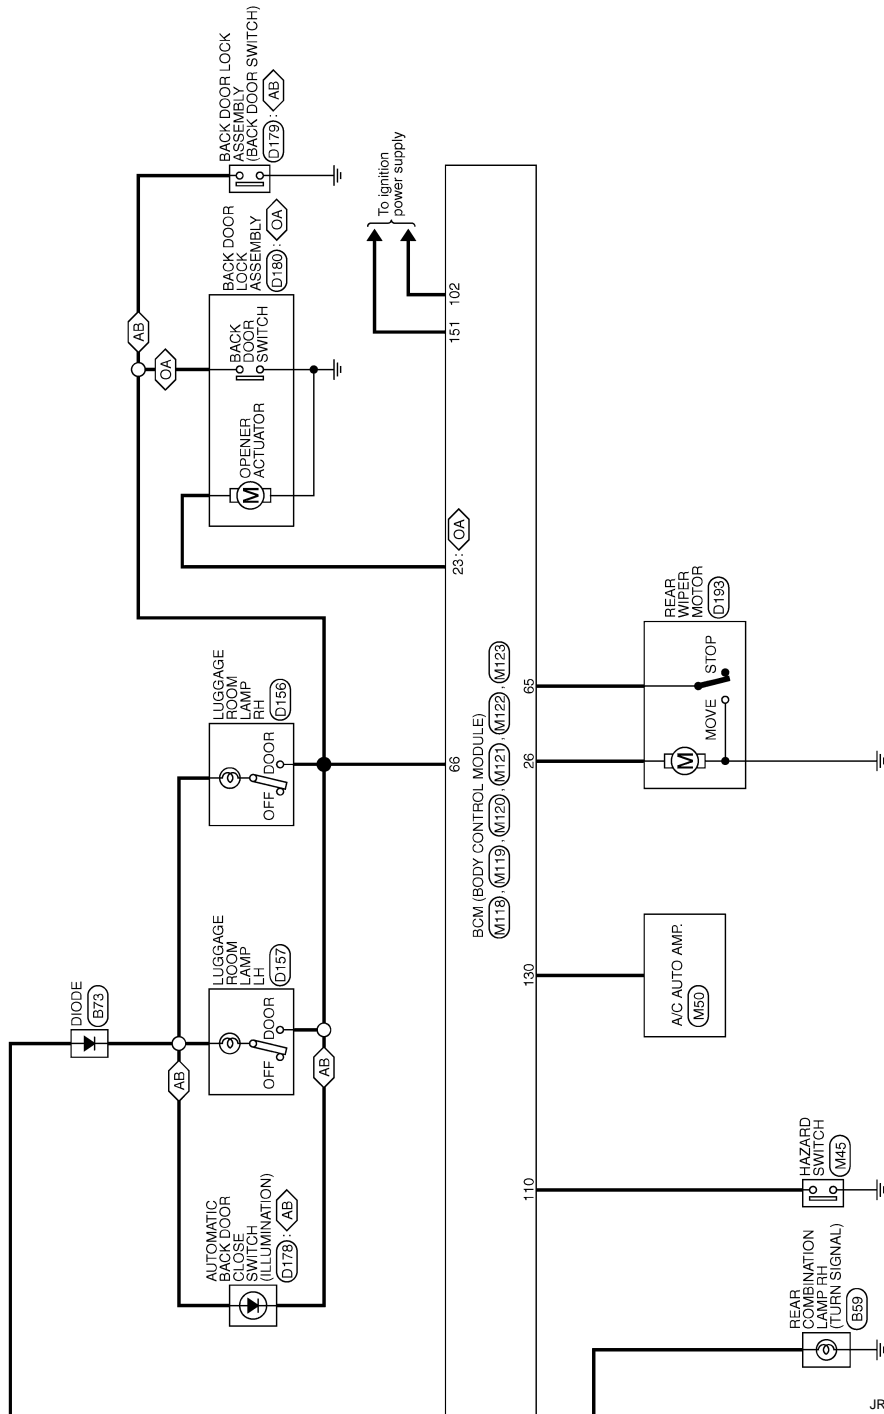 BACK DOOR LOCK
ASSEMBLY
(BACK DOOR SWITCH)
D179 : AB
To ignition
power supply
BACK DOOR
LOCK
ASSEMBLY
D180 : OA
AB
OA
BACK
DOOR
SWITCH
OPENER
ACTUATOR
M
102
151
23: OA
LUGGAGE
ROOM
LAMP
RH
D156
OFF
DOOR
66
BCM (BODY CONTROL MODULE)
M118 , M119 , M120 , M121 , M122 , M123
65
26
REAR
WIPER
MOTOR
D193
STOP
MOVE
M
LUGGAGE
ROOM
LAMP
LH
D157
OFF
DOOR
DIODE
B73
AB
AB
130
A/C AUTO AMP.
M50
AUTOMATIC
BACK DOOR
CLOSE
SWITCH
(ILLUMINATION)
D178 : AB
110
HAZARD
SWITCH
M45
REAR
COMBINATION
LAMP RH
(TURN SIGNAL)
B59
JR